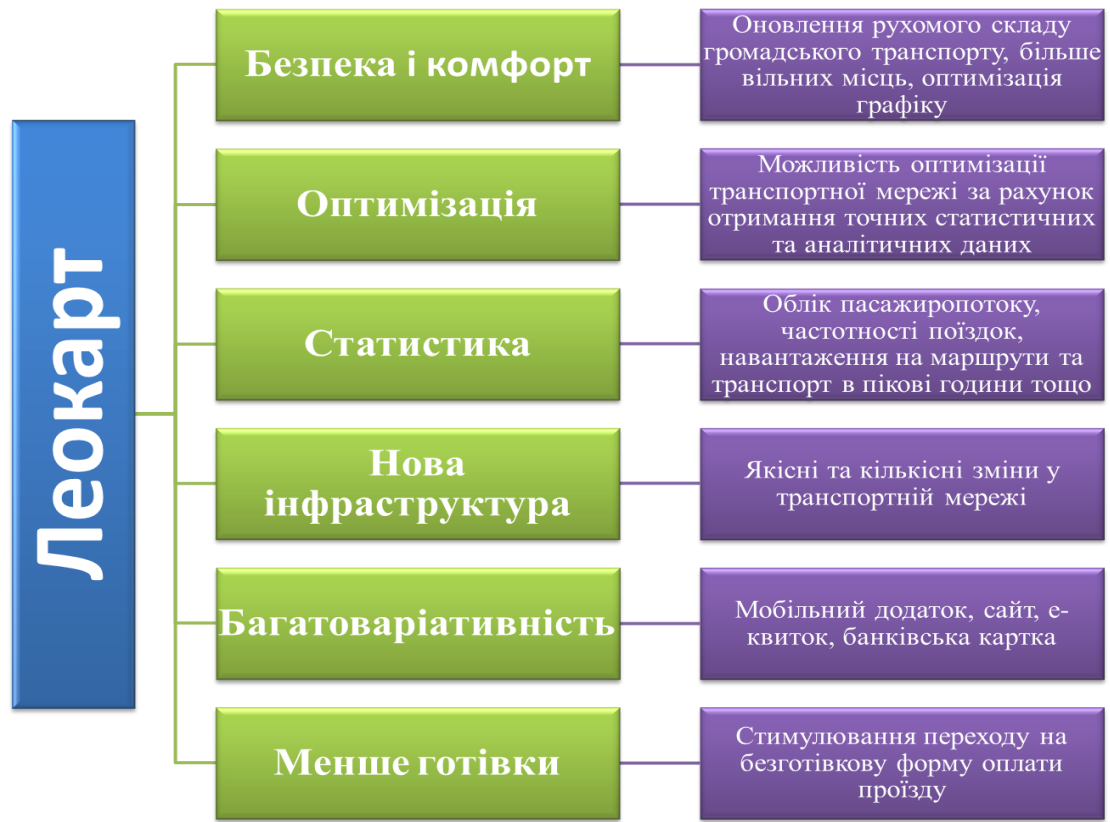 Леокарт
Безпека і комфорт
Оновлення рухомого складу
громадського транспорту, більше
вільних місць, оптимізація
графіку
Оптимізація
Можливість оптимізації
транспортної мережі за рахунок
отримання точних статистичних
та аналітичних даних
Статистика
Облік пасажиропотоку,
частотності поїздок,
навантаження на маршрути та
транспорт в пікові години тощо
Нова
інфраструктура
Якісні та кількісні зміни у
транспортній мережі
Багатоваріативність
Мобільний додаток, сайт, е-
квиток, банківська картка
Менше готівки
Стимулювання переходу на
безготівкову форму оплати
проїзду